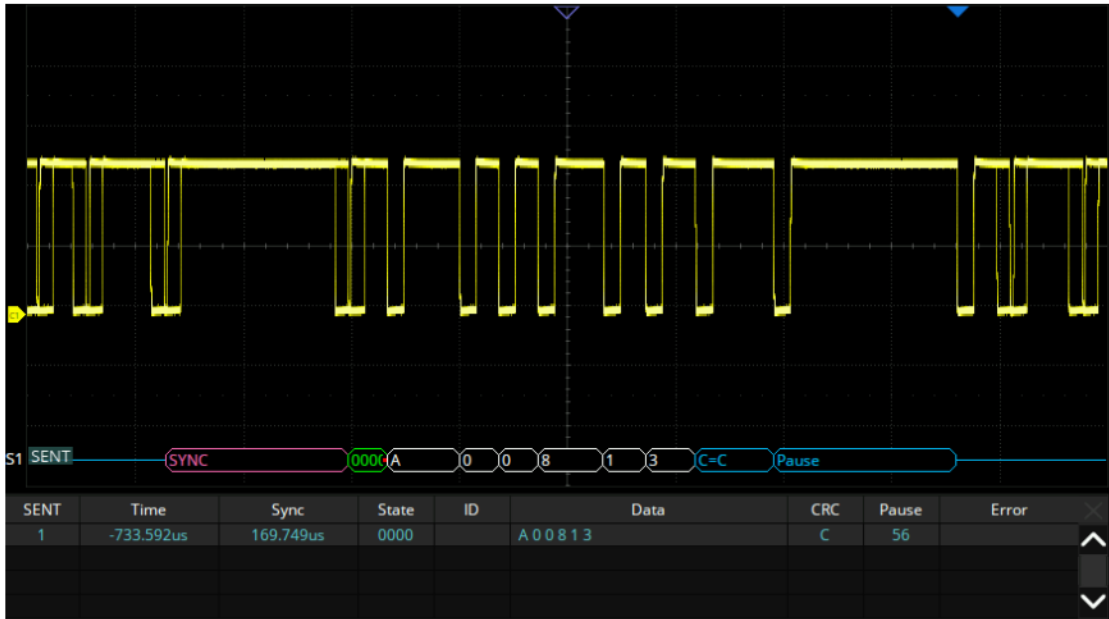 C1
S1 SENT SYNC 0000 A 0 0 8 1 3 C=C Pause
SENT Time Sync State ID Data CRC Pause Error
1 -733.592us 169.749us 0000 A 0 0 8 1 3 C 56